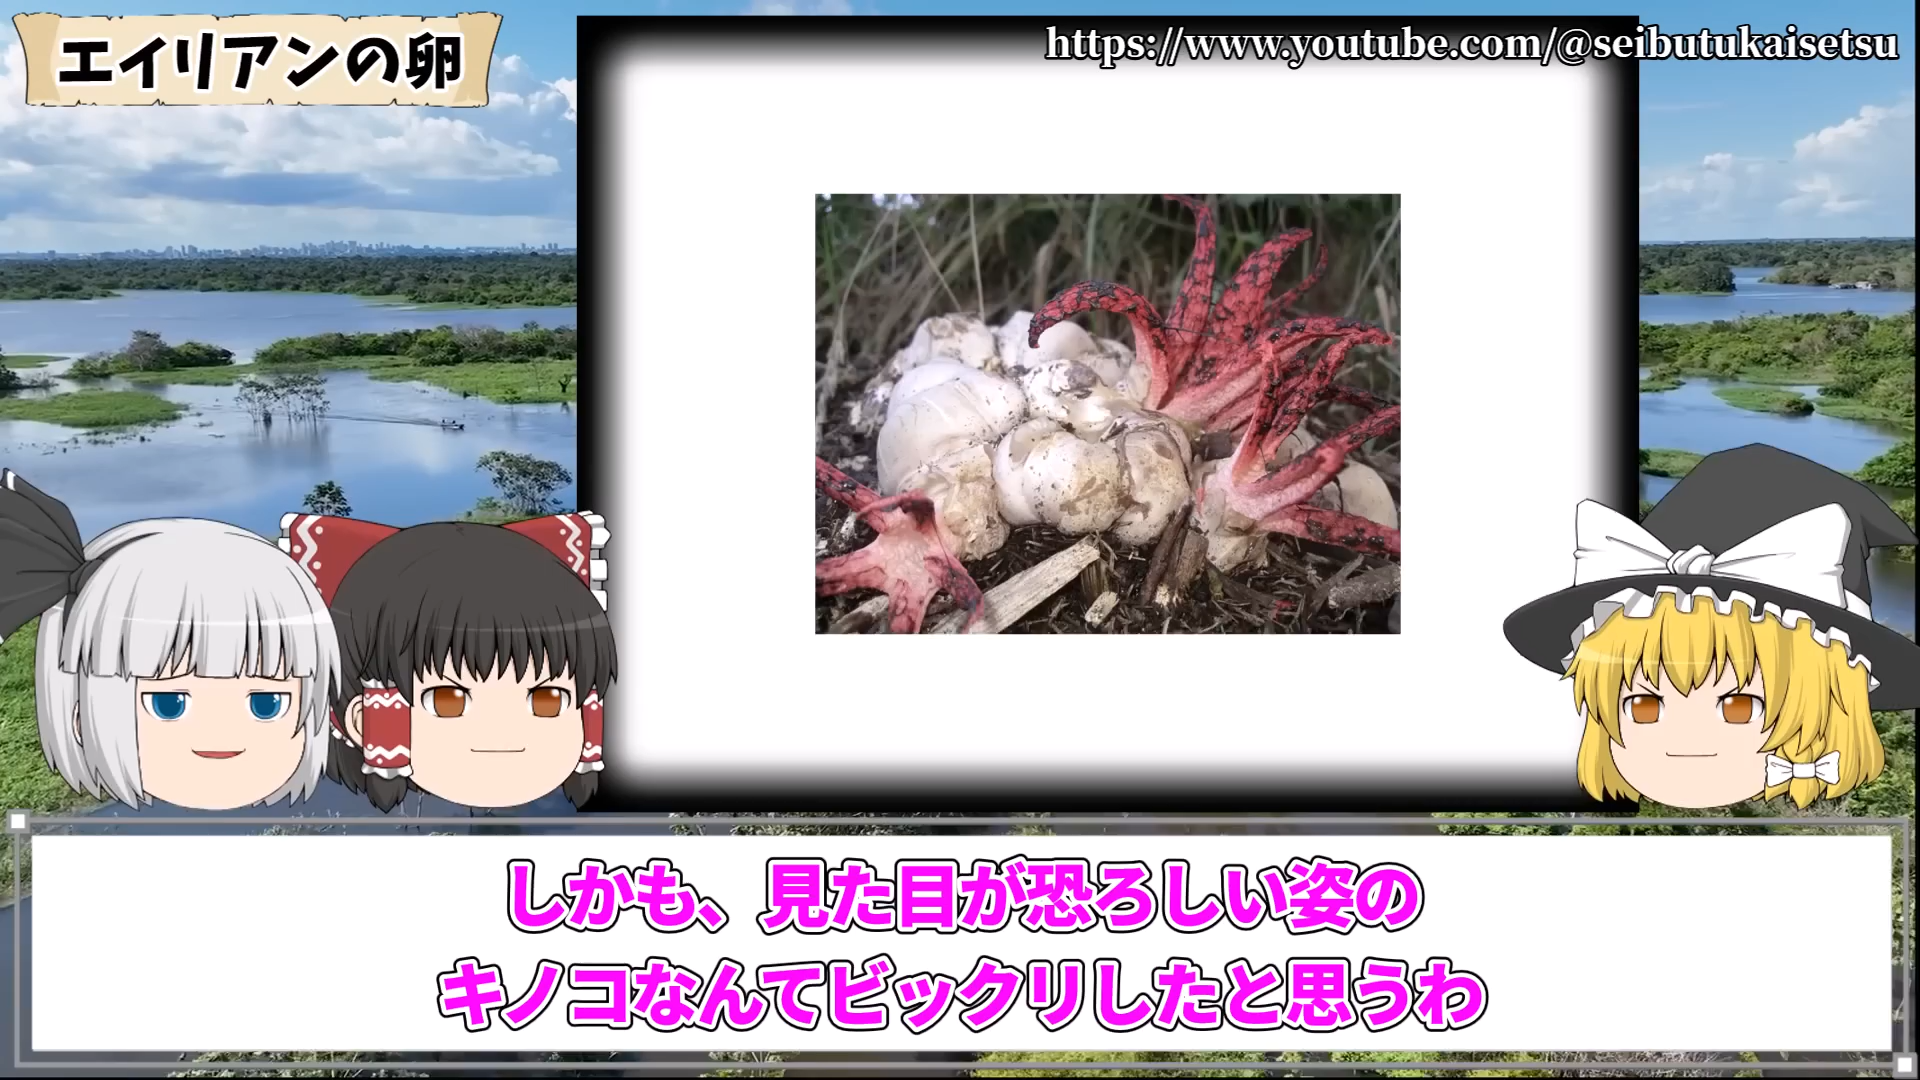 エイリアンの卵
https://www.youtube.com/@seibutukaisetsu
しかも、見た目が恐ろしい姿の
キノコなんてビックリしたと思うわ